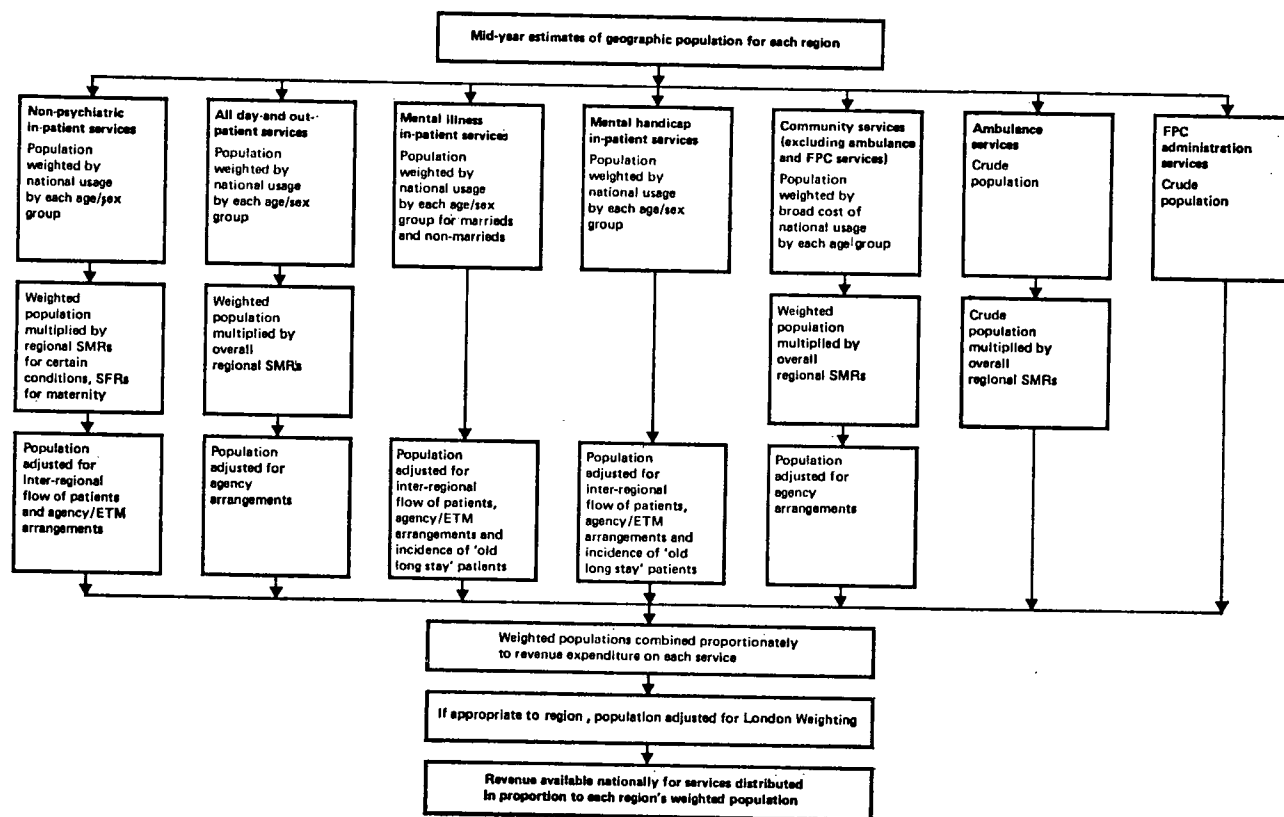 Mid-year estimates of geographic population for each region
Non-psychiatric
in-patient services
Population
weighted by
national usage
by each age/sex
group
All day-and out-
patient services
Population
weighted by
national usage
by each age/sex
group
Mental illness
in-patient services
Population
weighted by
national usage
by each age/sex
group for marrieds
and non-marrieds
Mental handicap
in-patient services
Population
weighted by
national usage
by each age/sex
group
Community services
(excluding ambulance
and FPC services)
Population
weighted by
broad cost of
national usage
by each age group
Ambulance
services
Crude
population
FPC
administration
services
Crude
population
Weighted
population
multiplied by
regional SMRs
for certain
conditions, SFRs
for maternity
Weighted
population
multiplied by
overall
regional SMRs
Weighted
population
multiplied by
overall
regional SMRs
Crude
population
multiplied by
overall
regional SMRs
Population
adjusted for
Inter-regional
flow of patients
and agency/ETM
arrangements
Population
adjusted for
agency
arrangements
Population
adjusted for
inter-regional
flow of patients,
agency/ETM
arrangements and
incidence of 'old
long stay' patients
Population
adjusted for
inter-regional
flow of patients,
agency/ETM
arrangements and
incidence of 'old
long stay' patients
Population
adjusted for
agency
arrangements
Weighted populations combined proportionately
to revenue expenditure on each service
If appropriate to region, population adjusted for London Weighting
Revenue available nationally for services distributed
In proportion to each region's weighted population